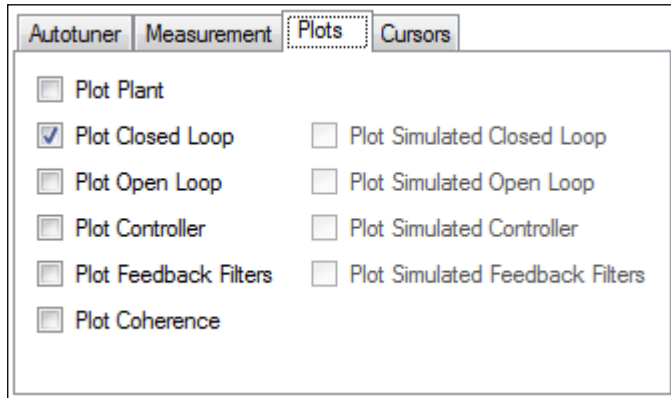 Autotuner Measurement Plots Cursors
Plot Plant
Plot Closed Loop Plot Simulated Closed Loop
Plot Open Loop Plot Simulated Open Loop
Plot Controller Plot Simulated Controller
Plot Feedback Filters Plot Simulated Feedback Filters
Plot Coherence